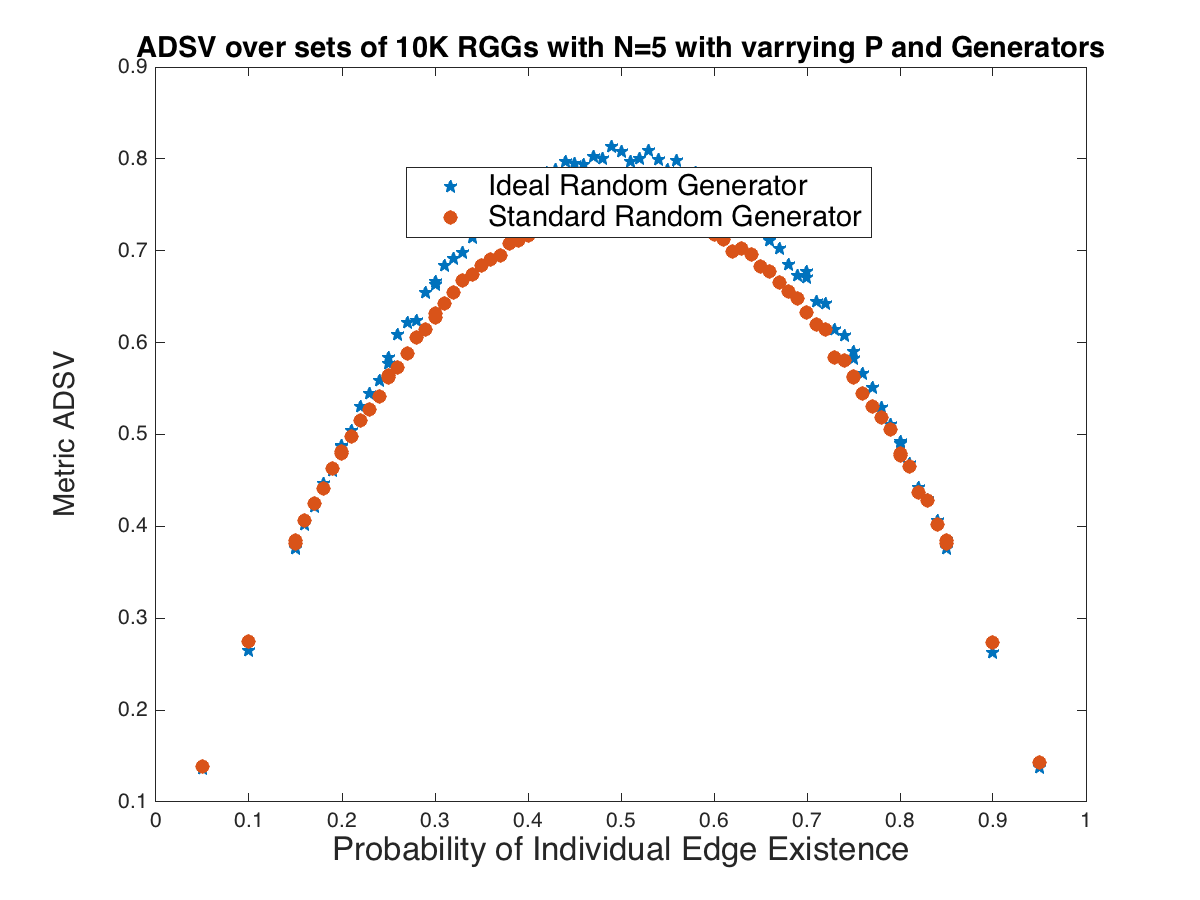 ADSV over sets of 10K RGGs with N=5 with varrying P and Generators
0.9
0.8
0.7
0.6
0.5
0.4
0.3
0.2
0.1
Metric ADSV
Ideal Random Generator
Standard Random Generator
0 0.1 0.2 0.3 0.4 0.5 0.6 0.7 0.8 0.9 1
Probability of Individual Edge Existence